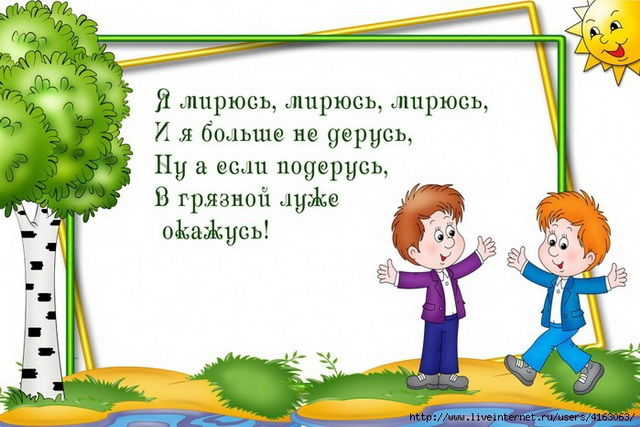 Я мирюсь, мирюсь, мирюсь,
И я больше не дерусь,
Ну а если подерусь,
В грязной луже
окажусь!
http://www.liveinternet.ru/users/4163063/